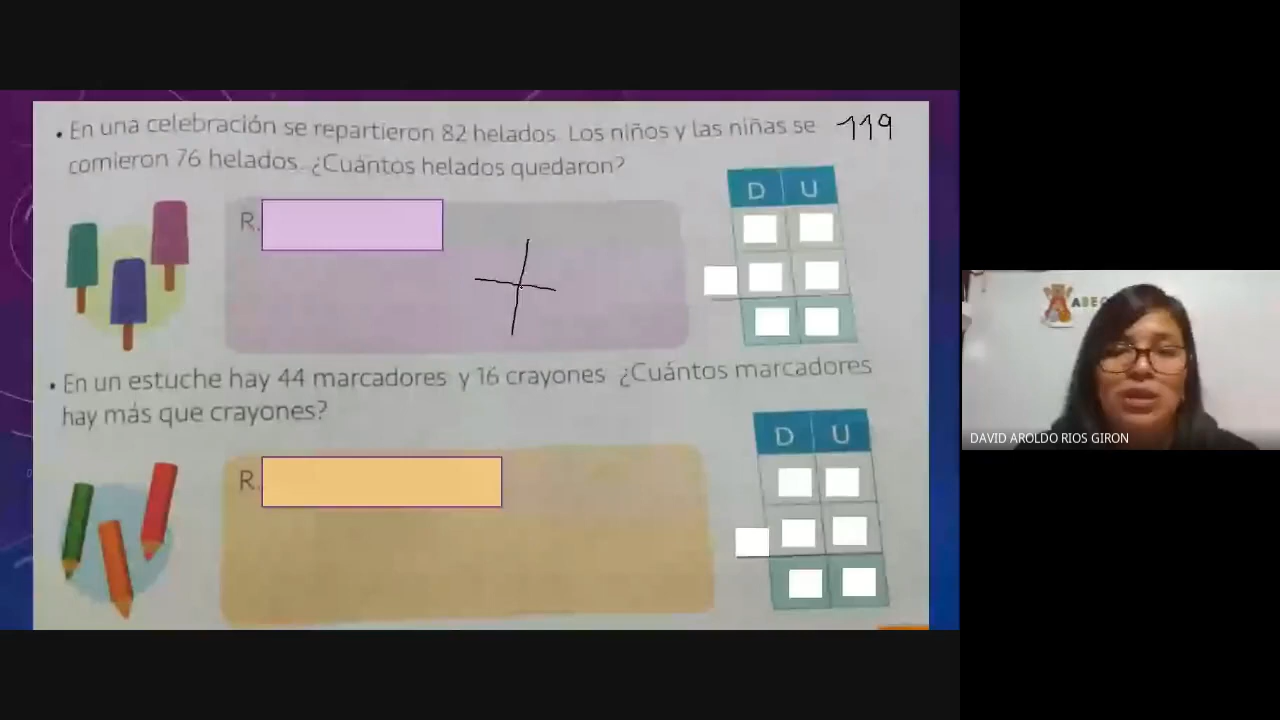 • En una celebración se repartieron 82 helados. Los niños y las niñas se 119
comieron 76 helados. ¿Cuántos helados quedaron?
D U
R.
• En un estuche hay 44 marcadores y 16 crayones ¿Cuántos marcadores
hay más que crayones?
D U
R.
DAVID AROLDO RIOS GIRON